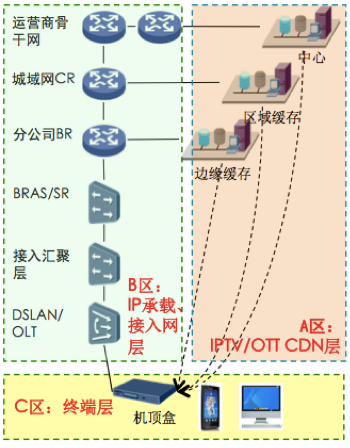 运营商骨
干网
中心
城域网CR
区域缓存
分公司BR
边缘缓存
BRAS/SR
接入汇聚
层
B区：
IP承载、
接入网
层
DSLAN/
OLT
A区：
IPTV/OTT CDN层
C区：终端层
机顶盒